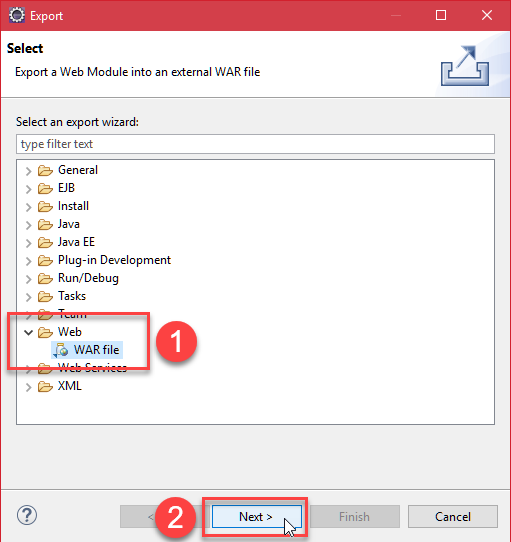 Export
Select
Export a Web Module into an external WAR file
Select an export wizard:
type filter text
General
EJB
Install
Java
Java EE
Plug-in Development
Run/Debug
Tasks
Team
Web
WAR file
1
Web Services
XML
?
<
2
Next >
Finish
Cancel